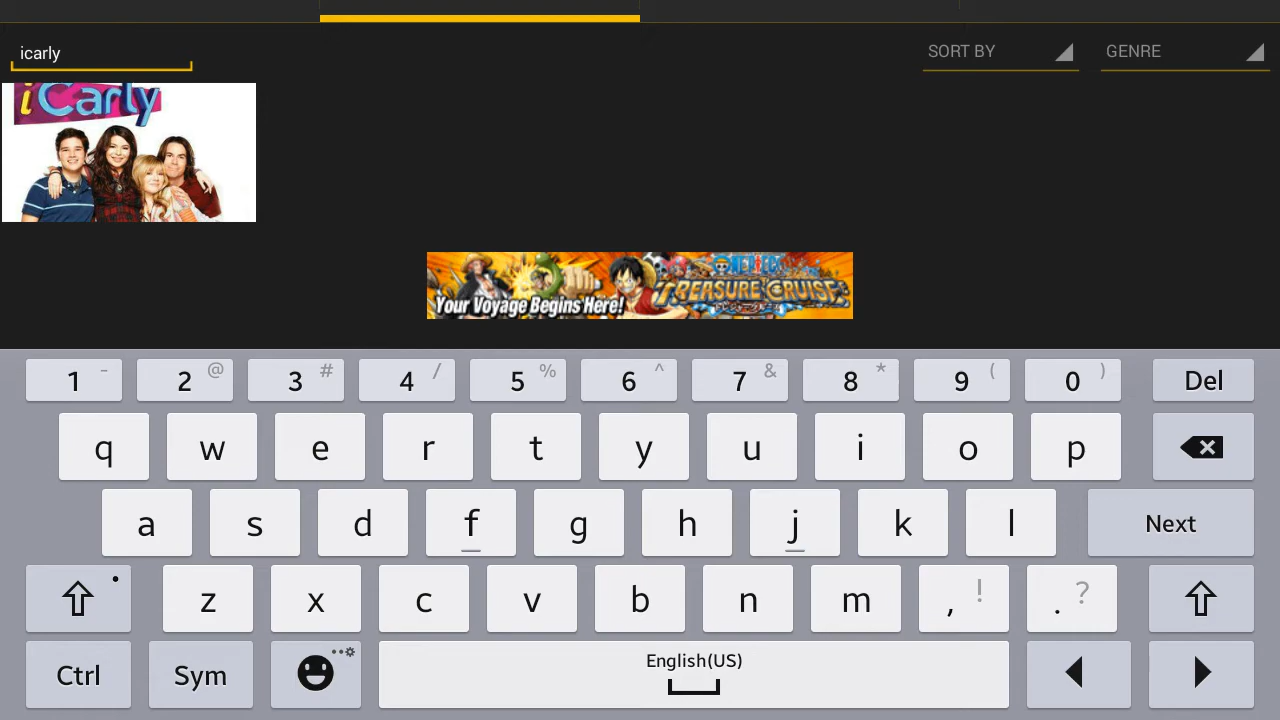 icarly
SORT BY
GENRE
iCarly
Your Voyage Begins Here!
ONE PIECE
TREASURE CRUISE
1 - 2 @ 3 # 4 / 5 % 6 ^ 7 & 8 * 9 ( 0 ) Del
q w e r t y u i o p
a s d f g h j k l Next
z x c v b n m , ! . ?
Ctrl Sym English(US)